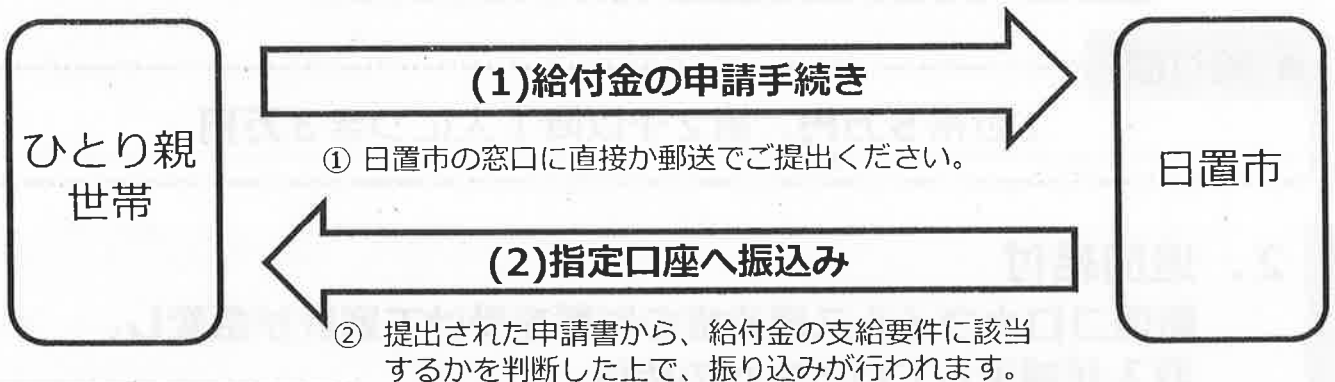 (1)給付金の申請手続き
ひとり親
世帯
① 日置市の窓口に直接か郵送でご提出ください。
日置市
(2)指定口座へ振込み
② 提出された申請書から、給付金の支給要件に該当
するかを判断した上で、振り込みが行われます。